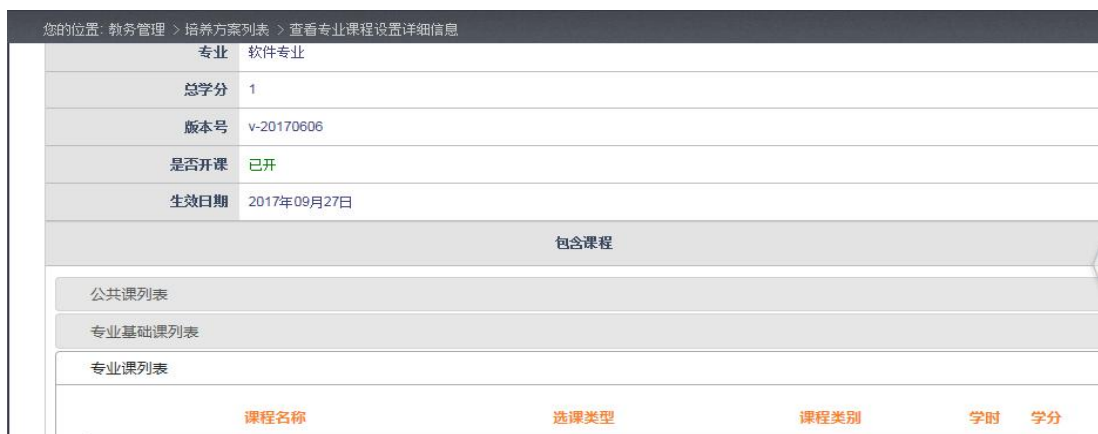 您的位置: 教务管理 > 培养方案列表 > 查看专业课程设置详细信息
专业 软件专业
总学分 1
版本号 v-20170606
是否开课 已开
生效日期 2017年09月27日
包含课程
公共课列表
专业基础课列表
专业课列表
课程名称 选课类型 课程类别 学时 学分